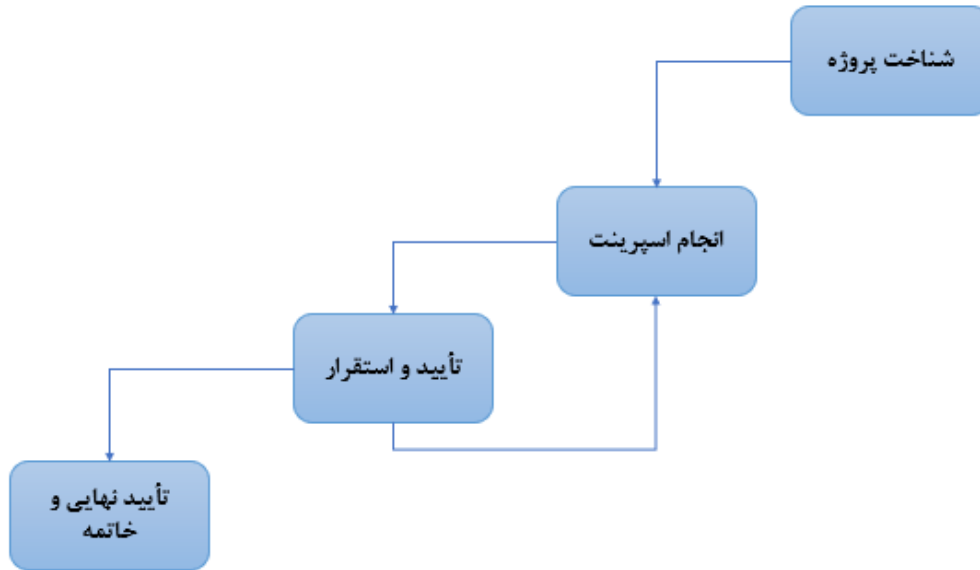 شناخت پروژه
انجام اسپرینت
تأیید و استقرار
تأیید نهایی و
خاتمه